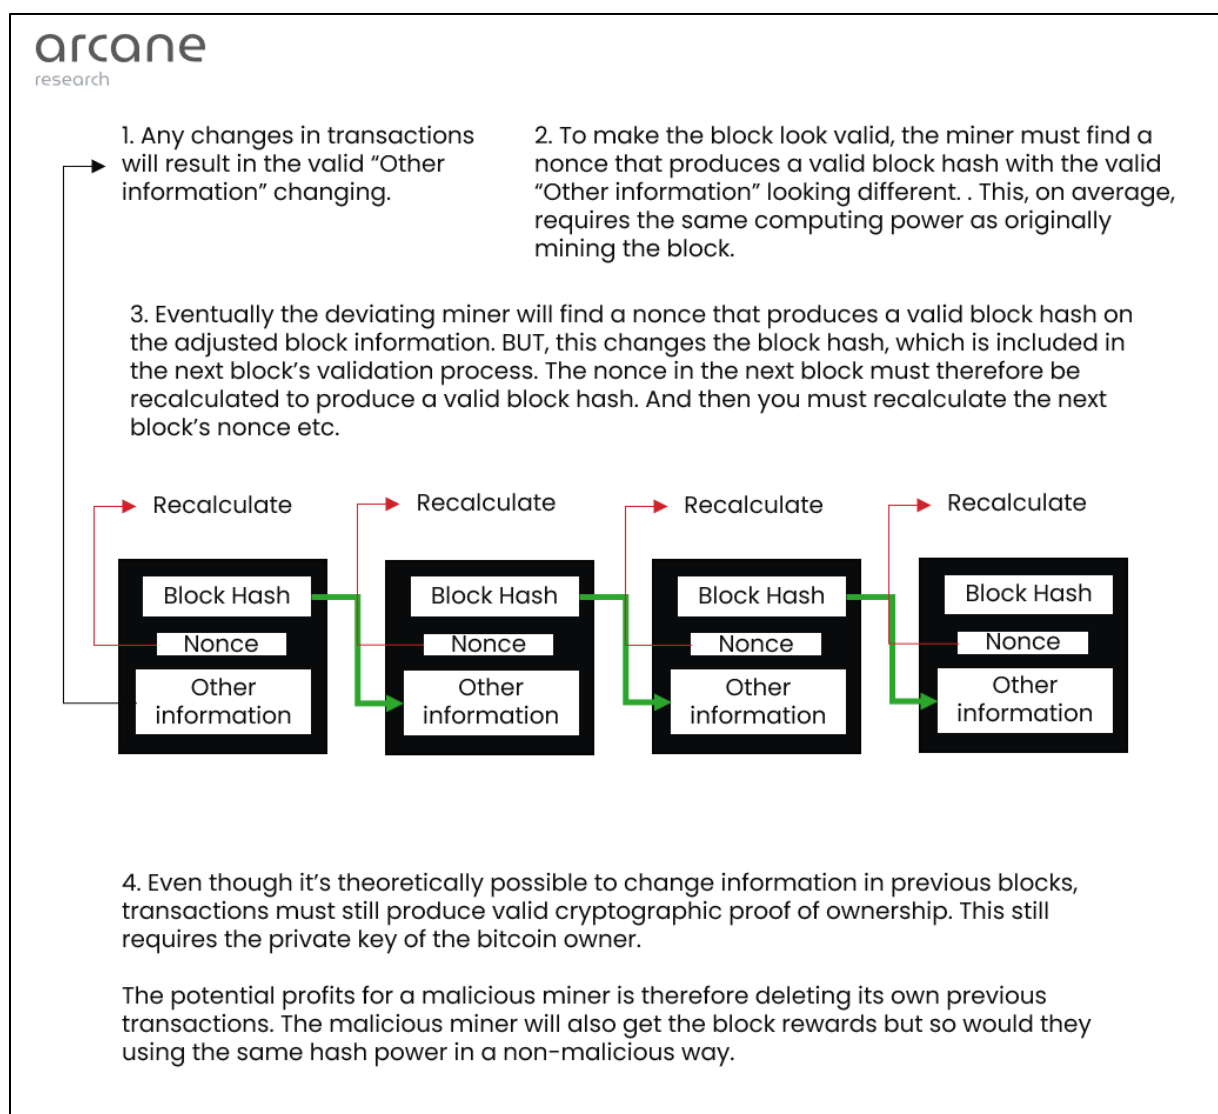 arcane
research
1. Any changes in transactions
will result in the valid “Other
information” changing.
2. To make the block look valid, the miner must find a
nonce that produces a valid block hash with the valid
“Other information” looking different. . This, on average,
requires the same computing power as originally
mining the block.
3. Eventually the deviating miner will find a nonce that produces a valid block hash on
the adjusted block information. BUT, this changes the block hash, which is included in
the next block’s validation process. The nonce in the next block must therefore be
recalculated to produce a valid block hash. And then you must recalculate the next
block’s nonce etc.
Recalculate
Recalculate
Recalculate
Recalculate
Block Hash
Nonce
Other
information
Block Hash
Nonce
Other
information
Block Hash
Nonce
Other
information
Block Hash
Nonce
Other
information
4. Even though it’s theoretically possible to change information in previous blocks,
transactions must still produce valid cryptographic proof of ownership. This still
requires the private key of the bitcoin owner.
The potential profits for a malicious miner is therefore deleting its own previous
transactions. The malicious miner will also get the block rewards but so would they
using the same hash power in a non-malicious way.